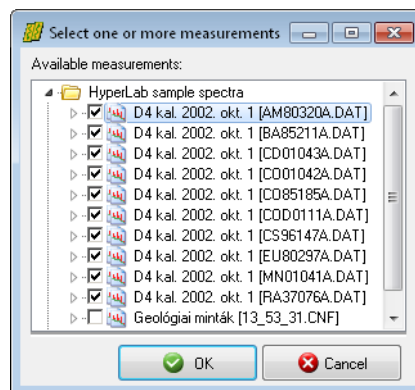 Select one or more measurements
Available measurements:
HyperLab sample spectra
D4 kal. 2002. okt. 1 [AM80320A.DAT]
D4 kal. 2002. okt. 1 [BA85211A.DAT]
D4 kal. 2002. okt. 1 [CD01043A.DAT]
D4 kal. 2002. okt. 1 [CO01042A.DAT]
D4 kal. 2002. okt. 1 [CO85185A.DAT]
D4 kal. 2002. okt. 1 [COD0111A.DAT]
D4 kal. 2002. okt. 1 [CS96147A.DAT]
D4 kal. 2002. okt. 1 [EU80297A.DAT]
D4 kal. 2002. okt. 1 [MN01041A.DAT]
D4 kal. 2002. okt. 1 [RA37076A.DAT]
Geológiai minták [13_53_31.CNF]
OK Cancel